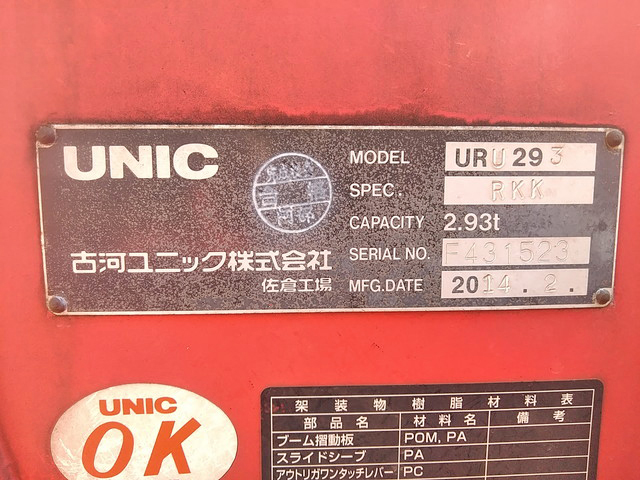 UNIC
MODEL URU293
SPEC. RKK
CAPACITY 2.93t
SERIAL NO. F431523
MFG.DATE 2014.2.
古河ユニック株式会社
佐倉工場
UNIC
OK
架装物樹脂材料表
部品名 材料名 備考
ブーム摺動板 POM, PA
スライドシーブ PA
アウトリガワンタッチレバー PC